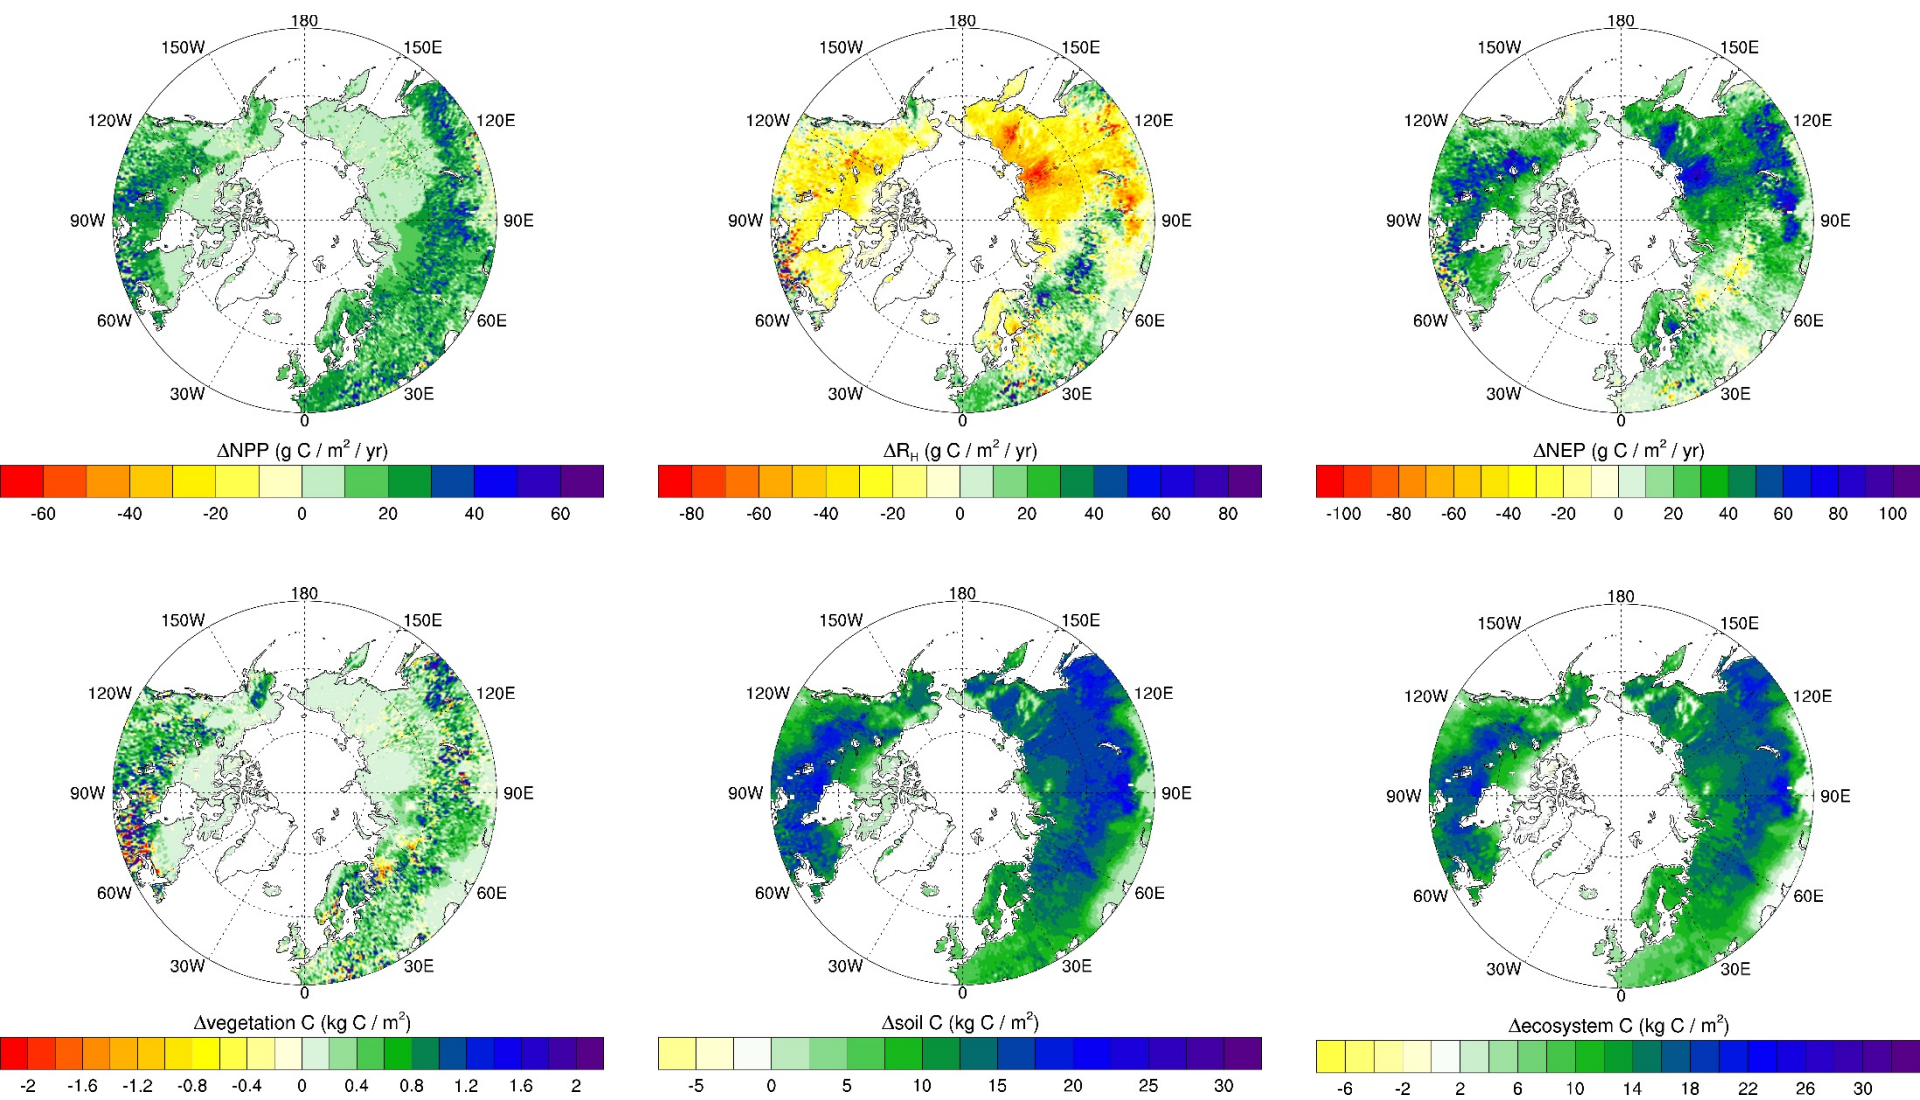 180 180 180
150W 150E 150W 150E 150W 150E
120W 120E 120W 120E 120W 120E
90W 90E 90W 90E 90W 90E
60W 60E 60W 60E 60W 60E
30W 30E 30W 30E 30W 30E
0 0 0
ΔNPP (g C / m² / yr) ΔR_H (g C / m² / yr) ΔNEP (g C / m² / yr)
-60 -40 -20 0 20 40 60 -80 -60 -40 -20 0 20 40 60 80 -100 -80 -60 -40 -20 0 20 40 60 80 100
180 180 180
150W 150E 150W 150E 150W 150E
120W 120E 120W 120E 120W 120E
90W 90E 90W 90E 90W 90E
60W 60E 60W 60E 60W 60E
30W 30E 30W 30E 30W 30E
0 0 0
Δvegetation C (kg C / m²) Δsoil C (kg C / m²) Δecosystem C (kg C / m²)
-2 -1.6 -1.2 -0.8 -0.4 0 0.4 0.8 1.2 1.6 2 -5 0 5 10 15 20 25 30 -6 -2 2 6 10 14 18 22 26 30